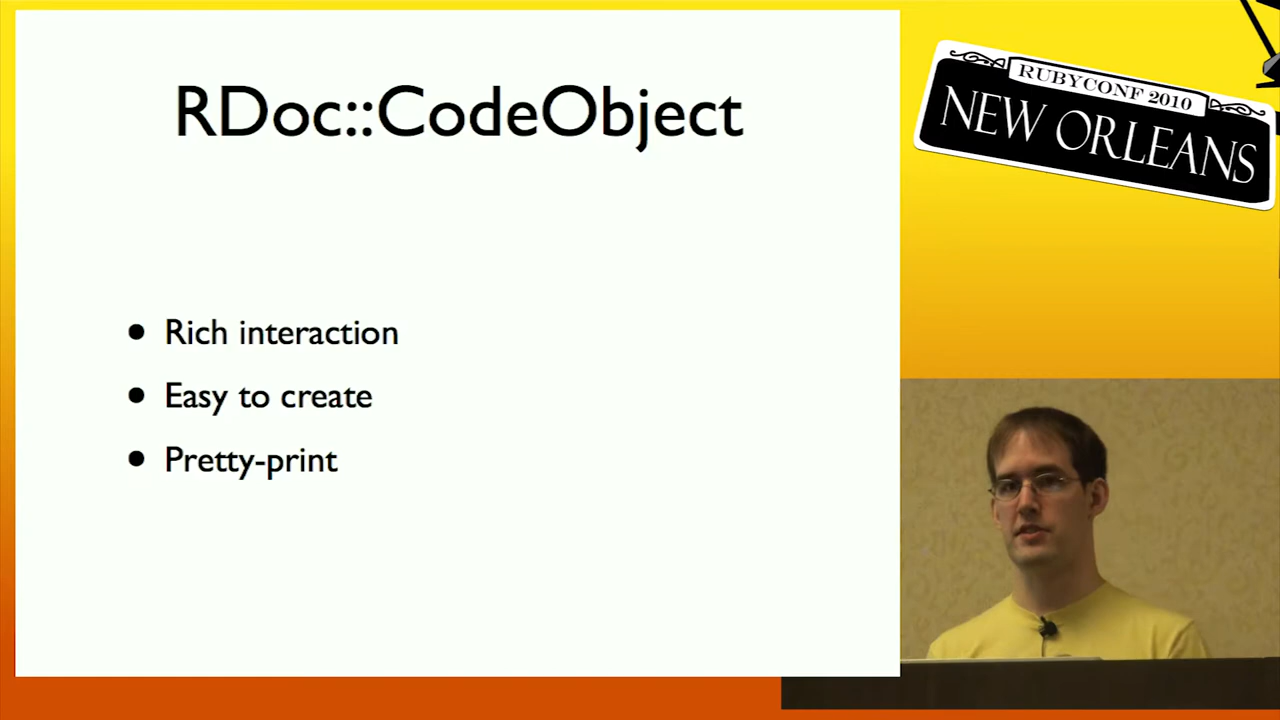 RDoc::CodeObject
• Rich interaction
• Easy to create
• Pretty-print
RUBYCONF 2010
NEW ORLEANS